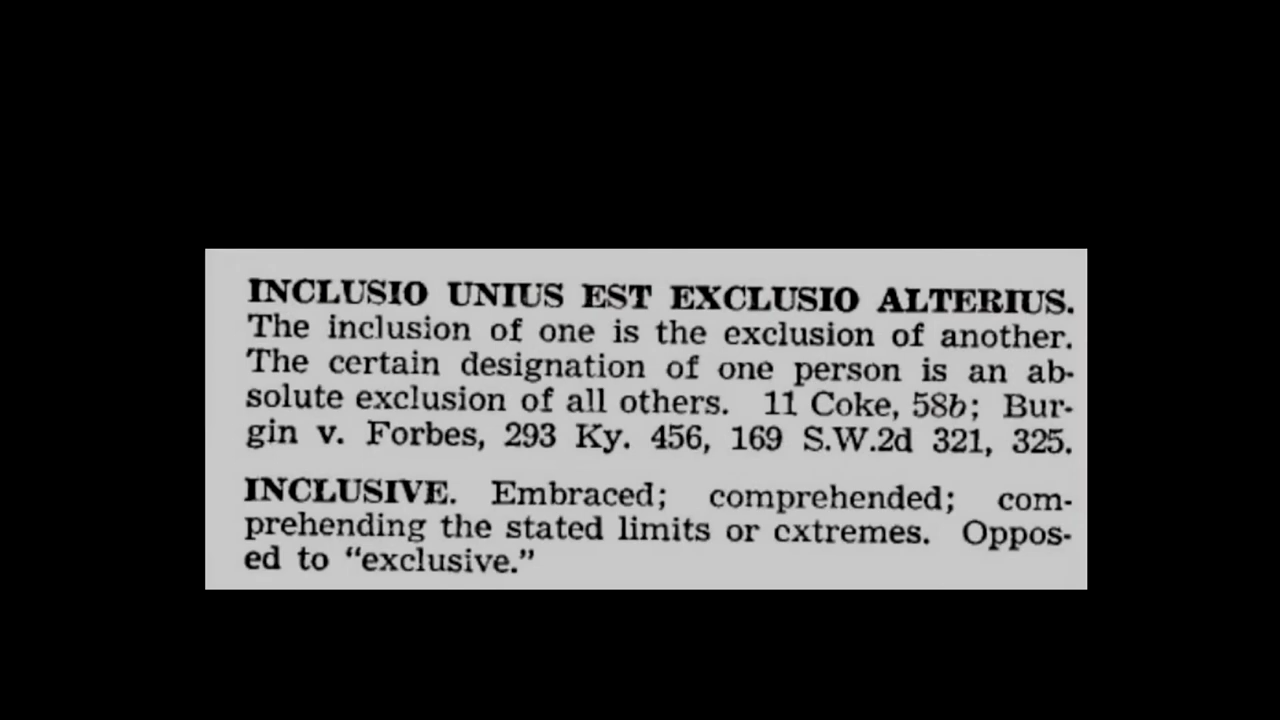 INCLUSIO UNIUS EST EXCLUSIO ALTERIUS.
The inclusion of one is the exclusion of another.
The certain designation of one person is an ab-
solute exclusion of all others. 11 Coke, 58b; Bur-
gin v. Forbes, 293 Ky. 456, 169 S.W.2d 321, 325.
INCLUSIVE. Embraced; comprehended; com-
prehending the stated limits or extremes. Oppos-
ed to “exclusive.”